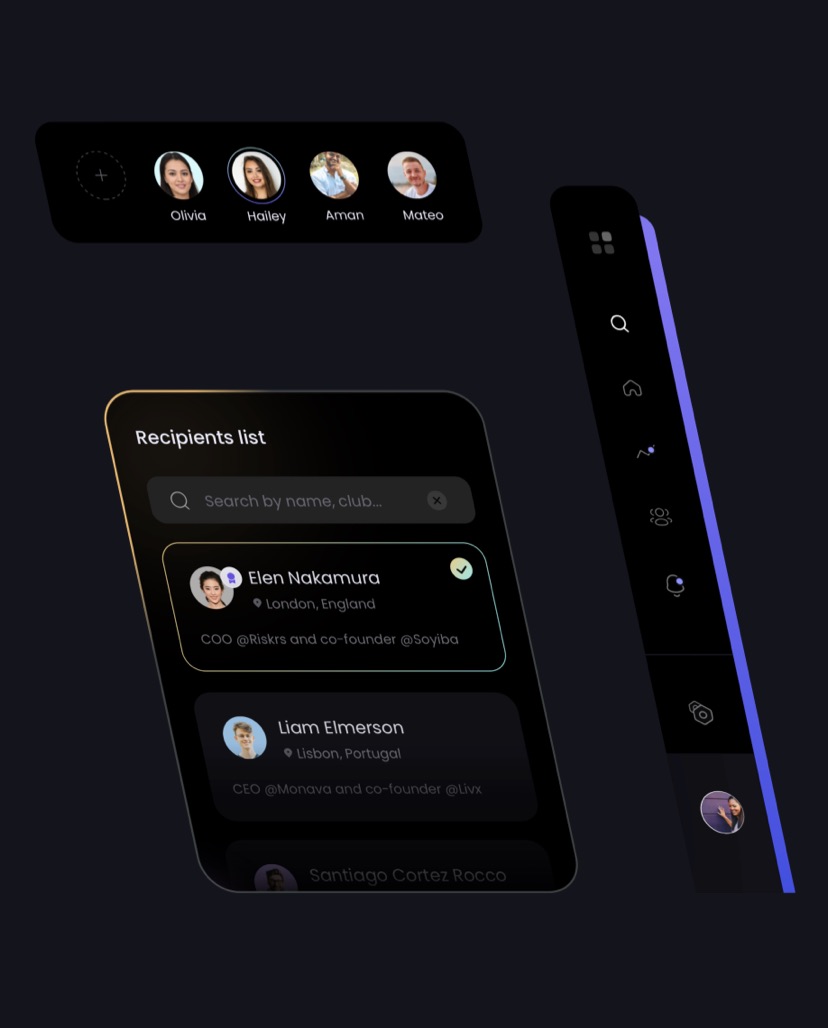 Olivia
Hailey
Aman
Mateo
Recipients list
Search by name, club...
Elen Nakamura
London, England
COO @Riskrs and co-founder @Soyiba
Liam Elmerson
Lisbon, Portugal
CEO @Monava and co-founder @Livx
Santiago Cortez Rocco